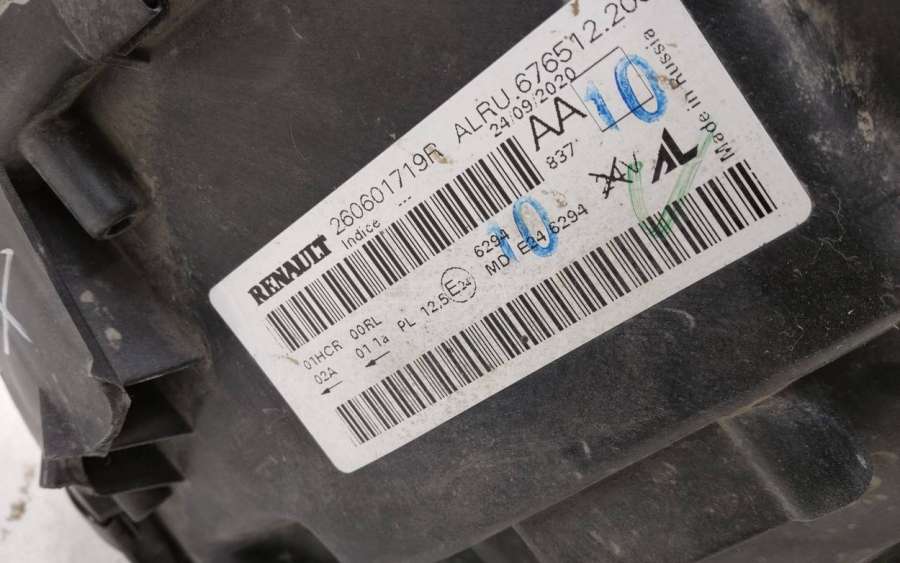 RENAULT 260601719R ALRU.676512.20
Indice --- 24/09/2020
AA 10
837
Made in Russia
AL
10
01HCR 00RL 6294
02A 01 1a PL 12,5 E24 MD E24 6294